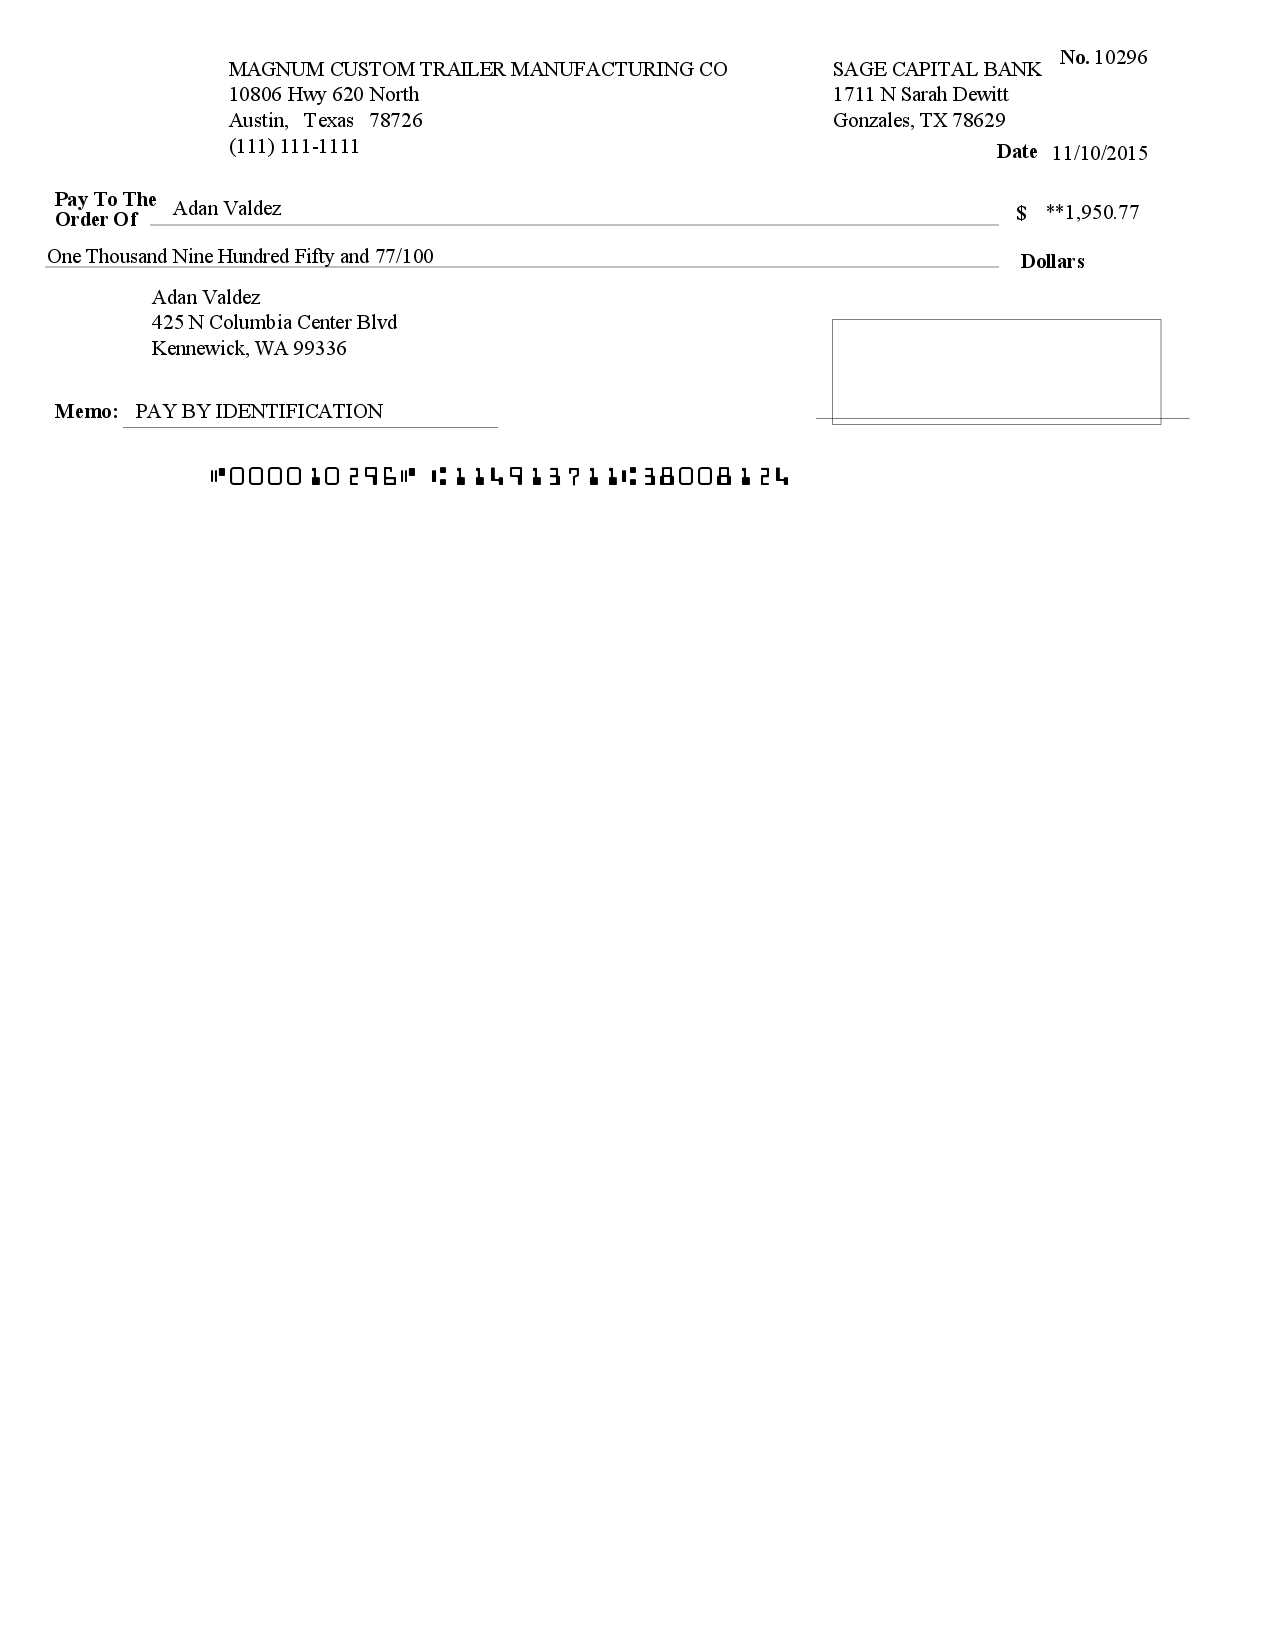 No. 10296
MAGNUM CUSTOM TRAILER MANUFACTURING CO
10806 Hwy 620 North
Austin, Texas 78726
(111) 111-1111
SAGE CAPITAL BANK
1711 N Sarah Dewitt
Gonzales, TX 78629
Date 11/10/2015
Pay To The
Order Of Adan Valdez $ **1,950.77
One Thousand Nine Hundred Fifty and 77/100 Dollars
Adan Valdez
425 N Columbia Center Blvd
Kennewick, WA 99336
Memo: PAY BY IDENTIFICATION
⑈000010296⑈ ⑆114913711⑆38008124